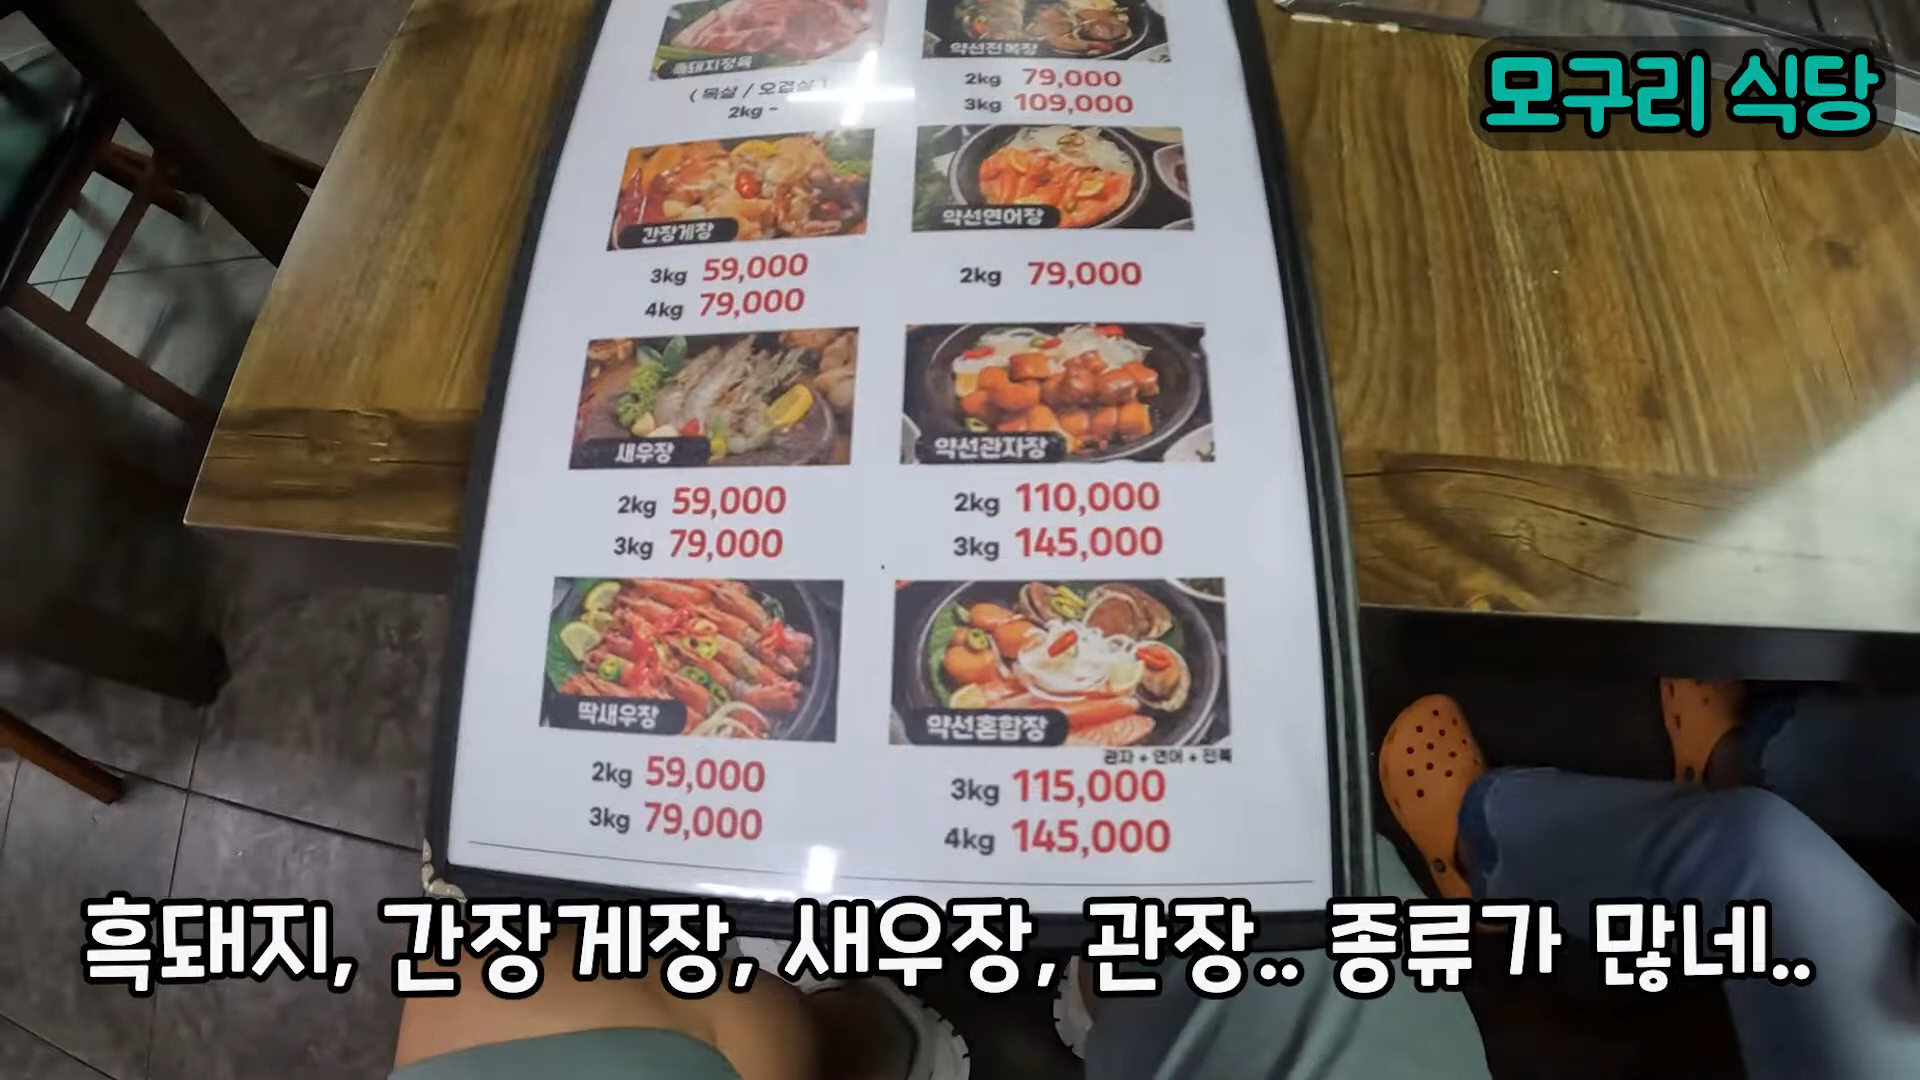 모구리 식당
흑돼지정육
( 목살 / 오겹살 )
2kg -
약선전복장
2kg 79,000
3kg 109,000
간장게장
3kg 59,000
4kg 79,000
약선연어장
2kg 79,000
새우장
2kg 59,000
3kg 79,000
약선관자장
2kg 110,000
3kg 145,000
딱새우장
2kg 59,000
3kg 79,000
약선혼합장
관자 + 연어 + 전복
3kg 115,000
4kg 145,000
흑돼지, 간장게장, 새우장, 관장.. 종류가 많네..